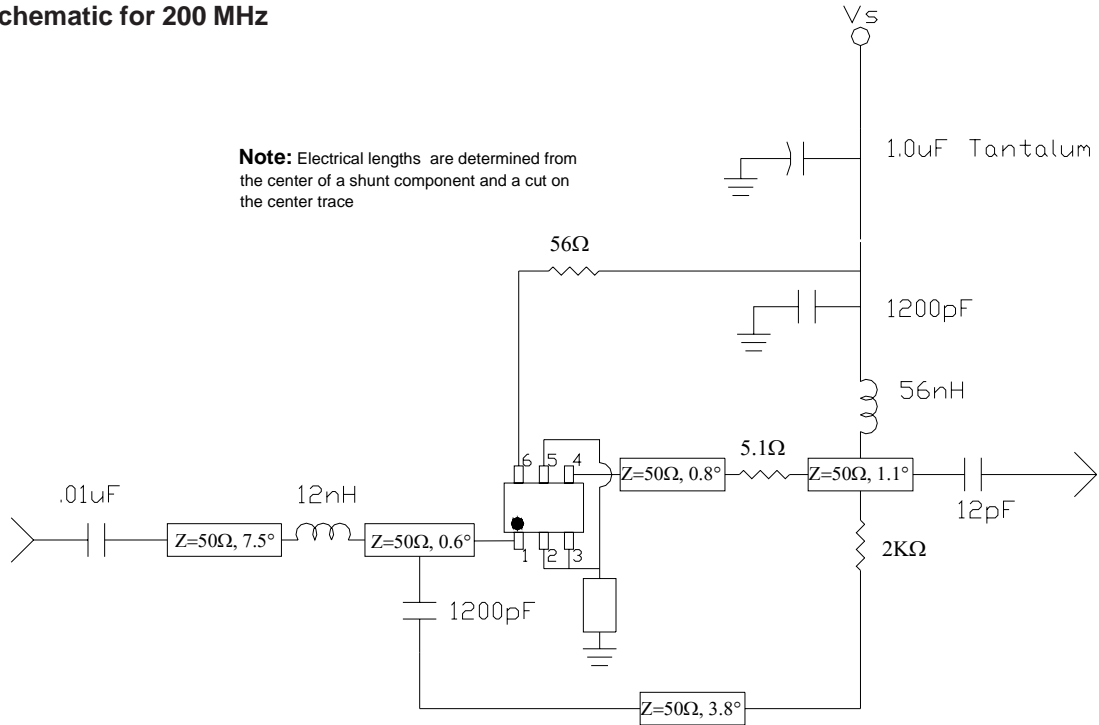 chematic for 200 MHz
Vs
Note: Electrical lengths are determined from
the center of a shunt component and a cut on
the center trace
1.0uF Tantalum
56Ω
1200pF
56nH
6 5 4
Z=50Ω, 0.8°
5.1Ω
Z=50Ω, 1.1°
12pF
.01uF
Z=50Ω, 7.5°
12nH
Z=50Ω, 0.6°
1 2 3
2KΩ
1200pF
Z=50Ω, 3.8°